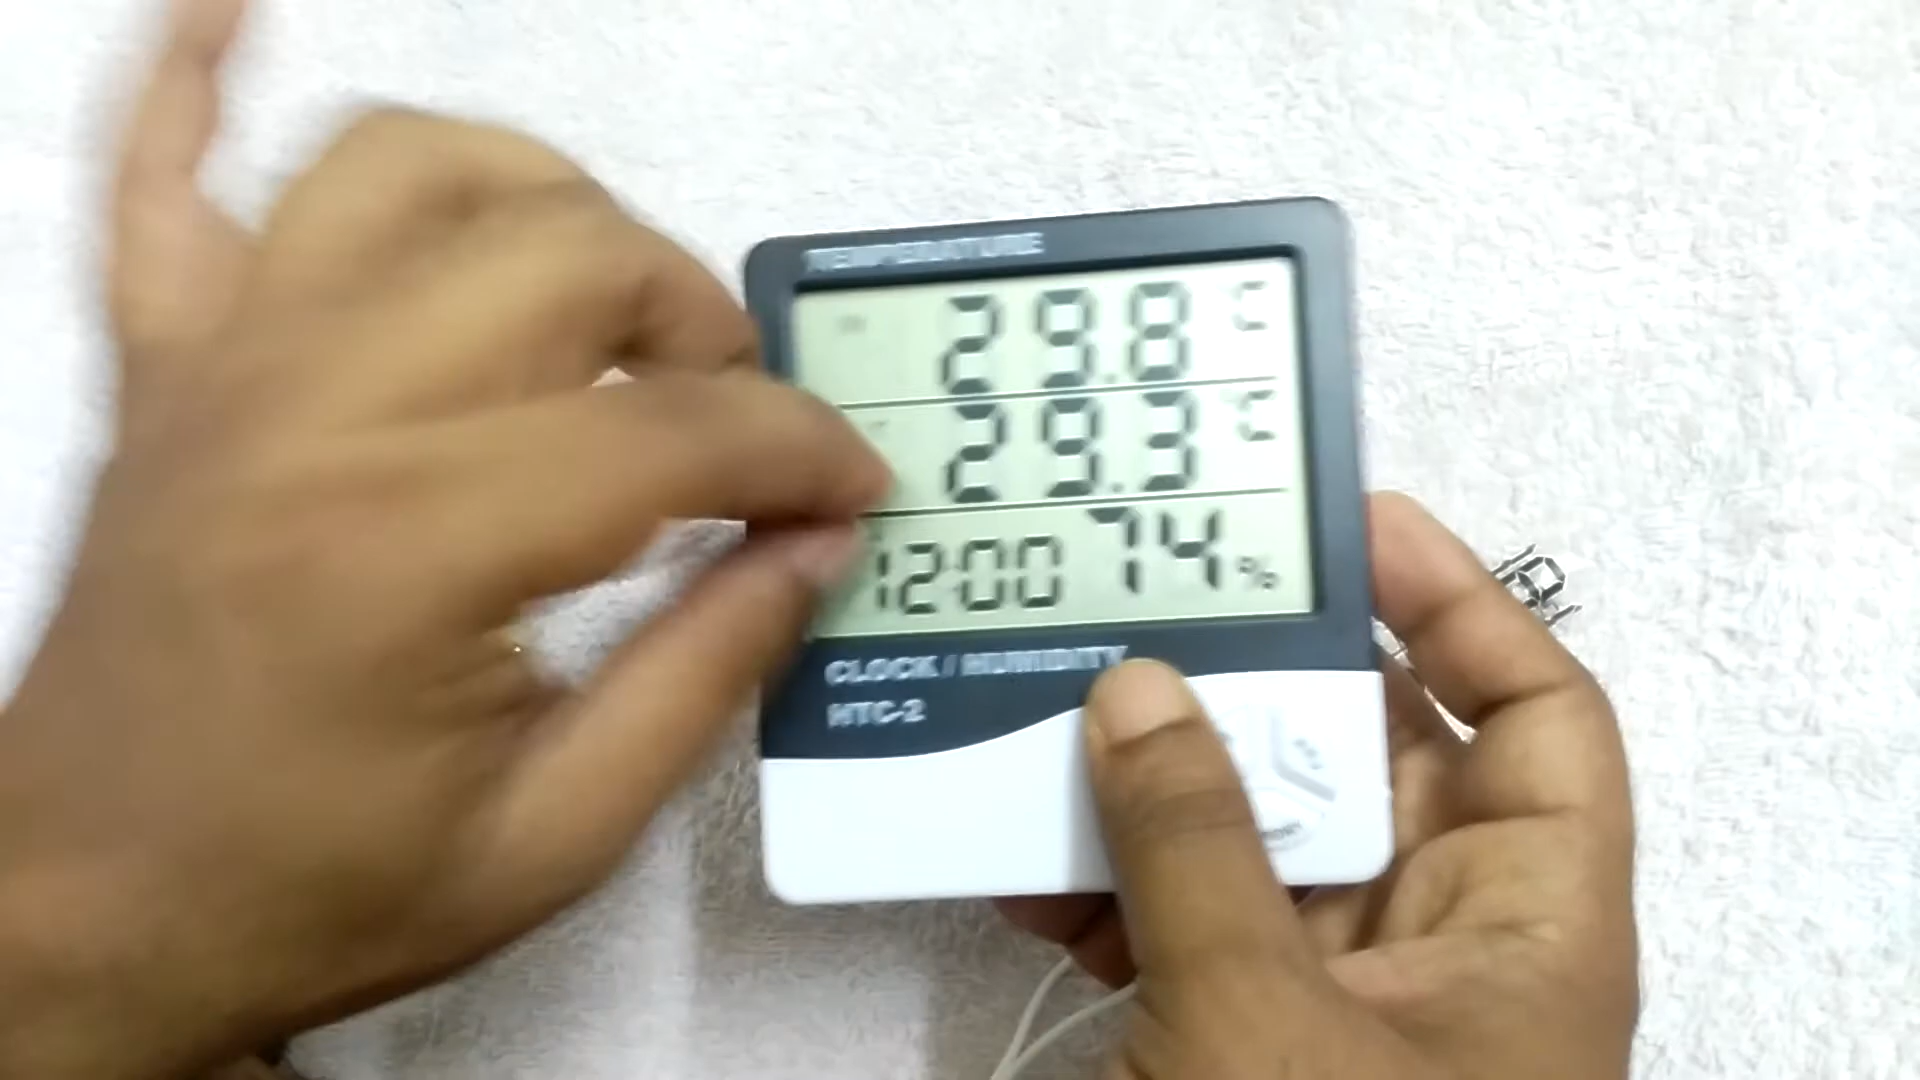 TEMPERATURE
29.8 °C
29.3 °C
12:00 74 %
CLOCK / HUMIDITY
HTC-2